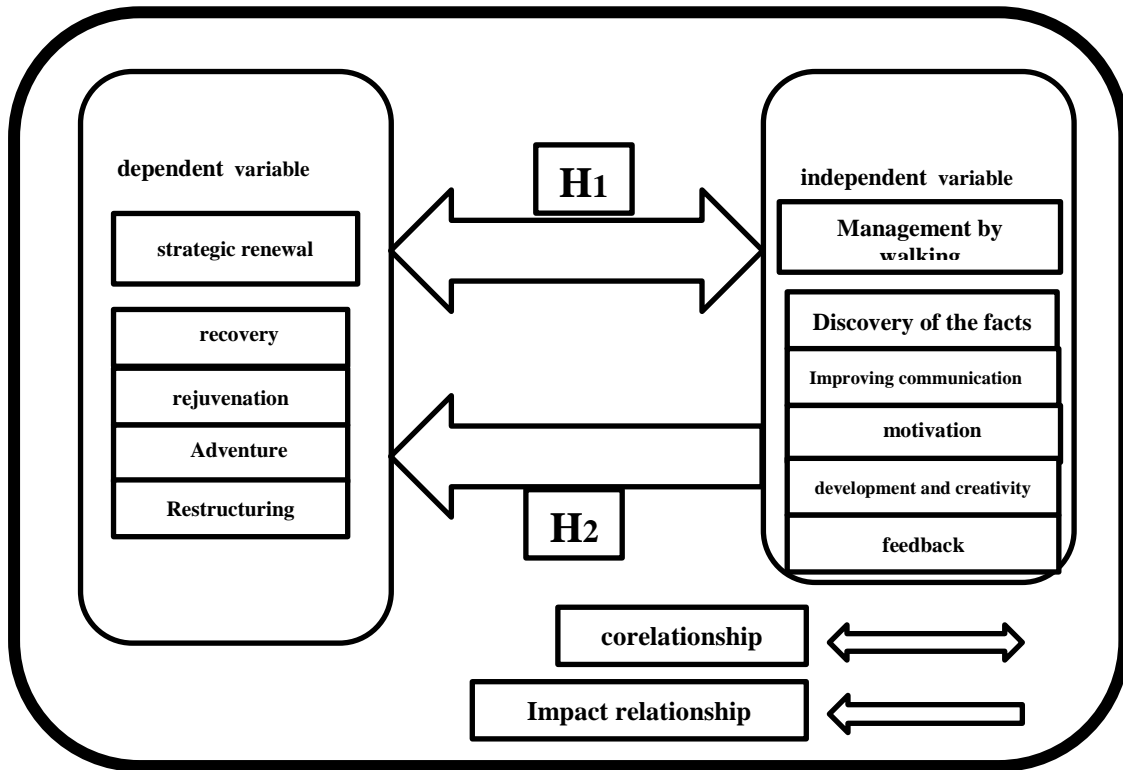 dependent variable
strategic renewal
recovery
rejuvenation
Adventure
Restructuring
H1
H2
independent variable
Management by
walking
Discovery of the facts
Improving communication
motivation
development and creativity
feedback
corelationship
Impact relationship